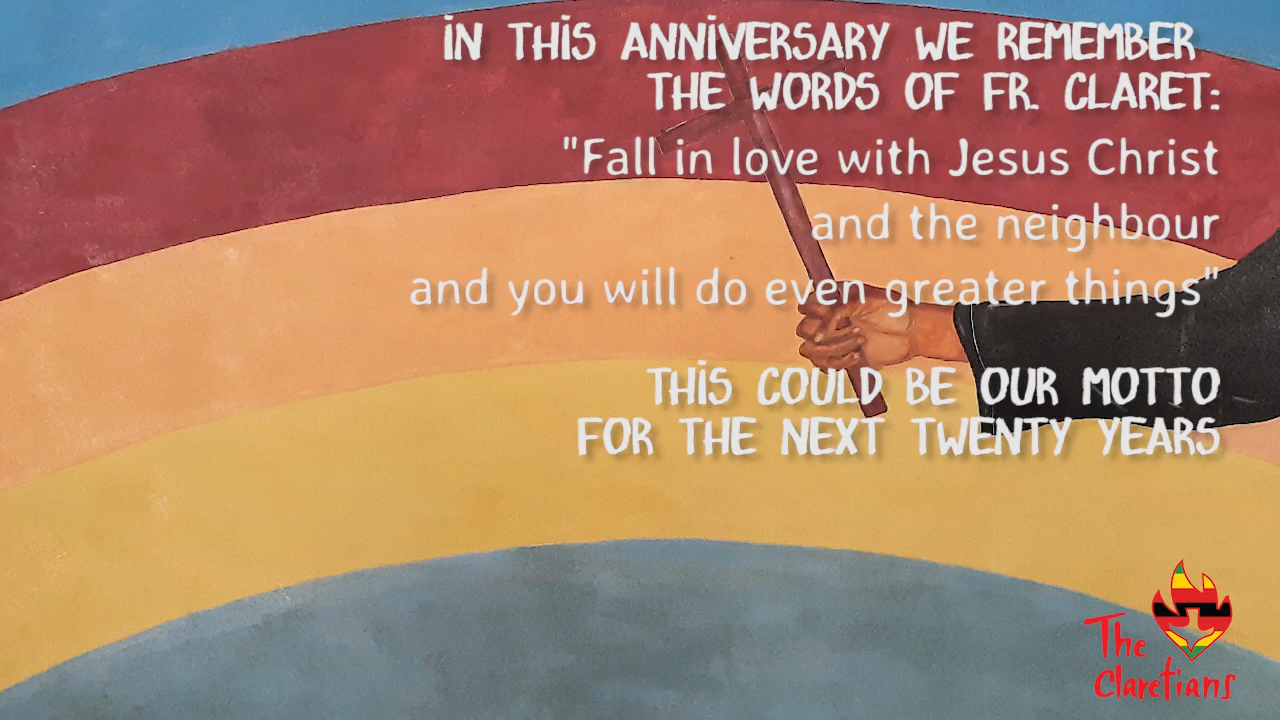 IN THIS ANNIVERSARY WE REMEMBER
THE WORDS OF FR. CLARET:
"Fall in love with Jesus Christ
and the neighbour
and you will do even greater things"
THIS COULD BE OUR MOTTO
FOR THE NEXT TWENTY YEARS
The
Claretians